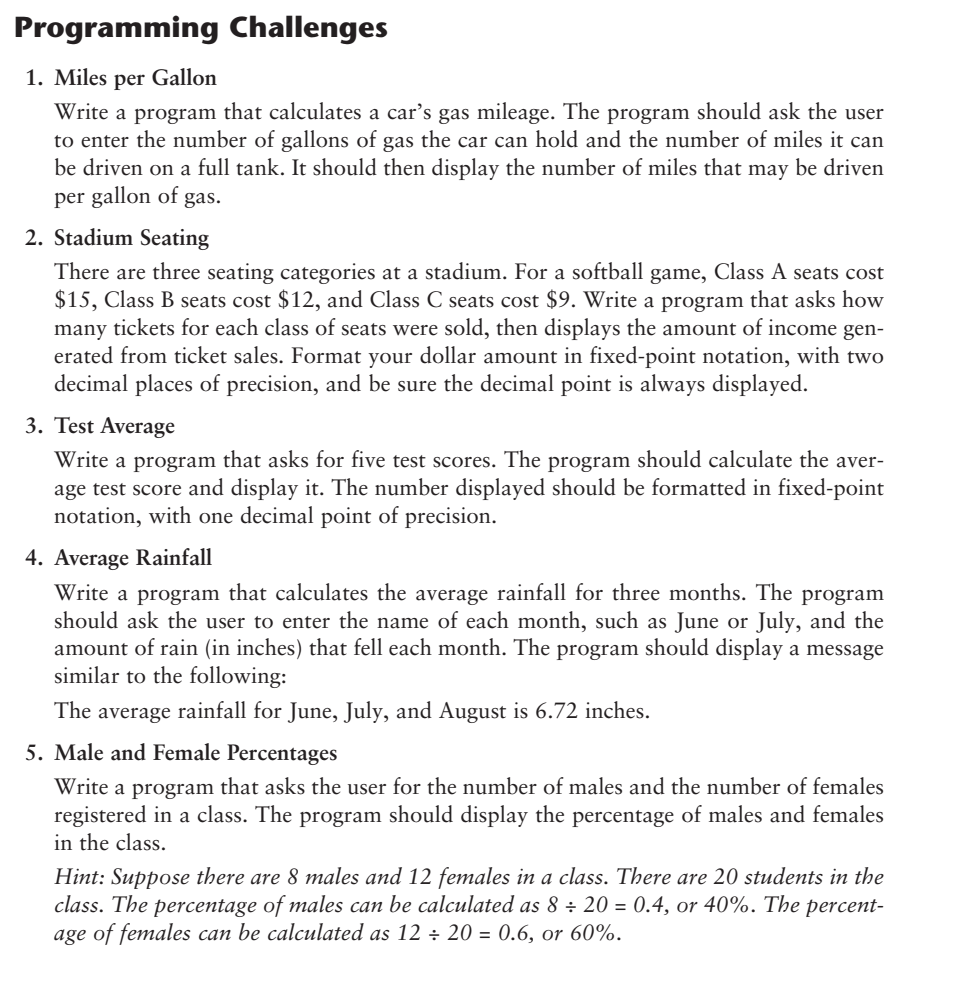 Programming Challenges
1. Miles per Gallon
Write a program that calculates a car’s gas mileage. The program should ask the user
to enter the number of gallons of gas the car can hold and the number of miles it can
be driven on a full tank. It should then display the number of miles that may be driven
per gallon of gas.
2. Stadium Seating
There are three seating categories at a stadium. For a softball game, Class A seats cost
$15, Class B seats cost $12, and Class C seats cost $9. Write a program that asks how
many tickets for each class of seats were sold, then displays the amount of income gen-
erated from ticket sales. Format your dollar amount in fixed-point notation, with two
decimal places of precision, and be sure the decimal point is always displayed.
3. Test Average
Write a program that asks for five test scores. The program should calculate the aver-
age test score and display it. The number displayed should be formatted in fixed-point
notation, with one decimal point of precision.
4. Average Rainfall
Write a program that calculates the average rainfall for three months. The program
should ask the user to enter the name of each month, such as June or July, and the
amount of rain (in inches) that fell each month. The program should display a message
similar to the following:
The average rainfall for June, July, and August is 6.72 inches.
5. Male and Female Percentages
Write a program that asks the user for the number of males and the number of females
registered in a class. The program should display the percentage of males and females
in the class.
Hint: Suppose there are 8 males and 12 females in a class. There are 20 students in the
class. The percentage of males can be calculated as 8 ÷ 20 = 0.4, or 40%. The percent-
age of females can be calculated as 12 ÷ 20 = 0.6, or 60%.